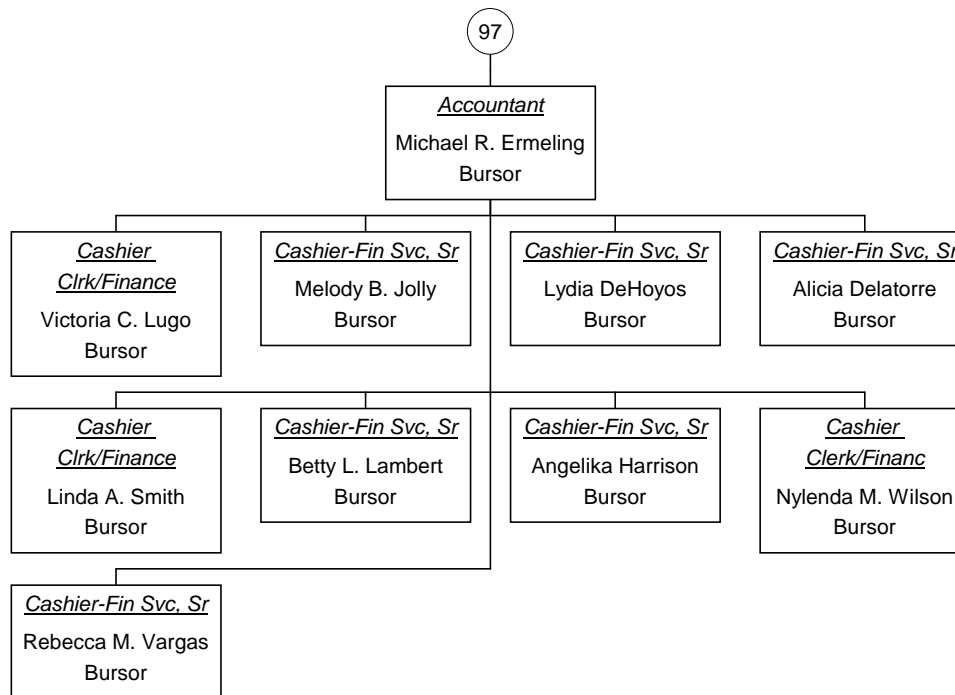 97
Accountant
Michael R. Ermeling
Bursor
Cashier
Clrk/Finance
Victoria C. Lugo
Bursor
Cashier-Fin Svc, Sr
Melody B. Jolly
Bursor
Cashier-Fin Svc, Sr
Lydia DeHoyos
Bursor
Cashier-Fin Svc, Sr
Alicia Delatorre
Bursor
Cashier
Clrk/Finance
Linda A. Smith
Bursor
Cashier-Fin Svc, Sr
Betty L. Lambert
Bursor
Cashier-Fin Svc, Sr
Angelika Harrison
Bursor
Cashier
Clerk/Financ
Nylenda M. Wilson
Bursor
Cashier-Fin Svc, Sr
Rebecca M. Vargas
Bursor